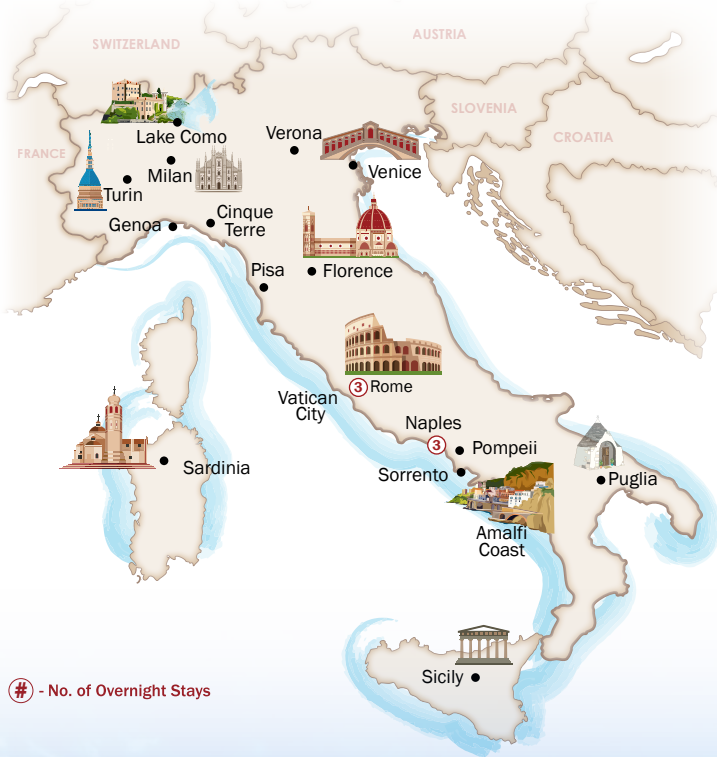 AUSTRIA
SWITZERLAND
SLOVENIA
CROATIA
FRANCE
Lake Como
Verona
Venice
Milan
Turin
Cinque
Terre
Genoa
Pisa
Florence
3 Rome
Vatican
City
Naples
3
Pompeii
Sorrento
Sardinia
Puglia
Amalfi
Coast
Sicily
# - No. of Overnight Stays